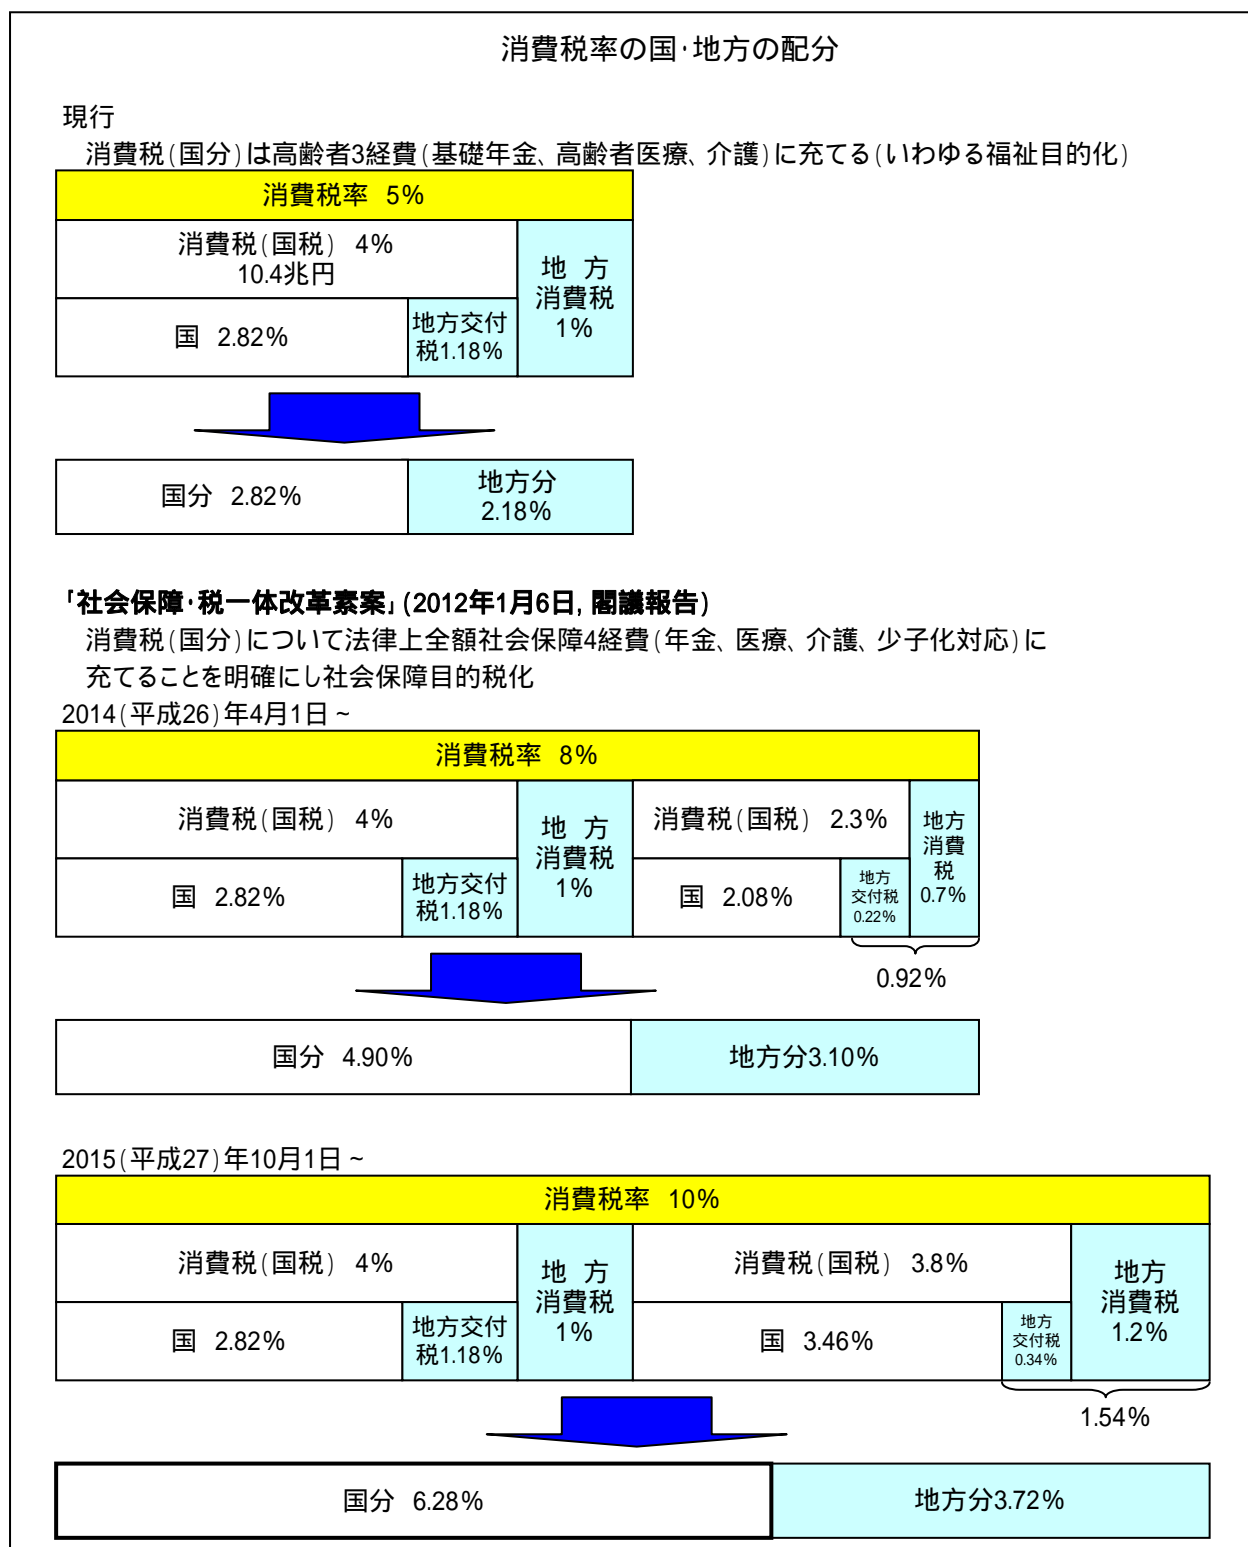 消費税率の国・地方の配分
現行
消費税(国分)は高齢者3経費(基礎年金、高齢者医療、介護)に充てる(いわゆる福祉目的化)
消費税率 5%
消費税(国税) 4%
10.4兆円
地 方
消費税
1%
国 2.82%
地方交付
税1.18%
国分 2.82%
地方分
2.18%
「社会保障・税一体改革素案」(2012年1月6日, 閣議報告)
消費税(国分)について法律上全額社会保障4経費(年金、医療、介護、少子化対応)に
充てることを明確にし社会保障目的税化
2014(平成26)年4月1日 ~
消費税率 8%
消費税(国税) 4%
地 方
消費税
1%
消費税(国税) 2.3%
地方
消費
税
0.7%
国 2.82%
地方交付
税1.18%
国 2.08%
地方
交付税
0.22%
0.92%
国分 4.90%
地方分3.10%
2015(平成27)年10月1日 ~
消費税率 10%
消費税(国税) 4%
地 方
消費税
1%
消費税(国税) 3.8%
地方
消費税
1.2%
国 2.82%
地方交付
税1.18%
国 3.46%
地方
交付税
0.34%
1.54%
国分 6.28%
地方分3.72%